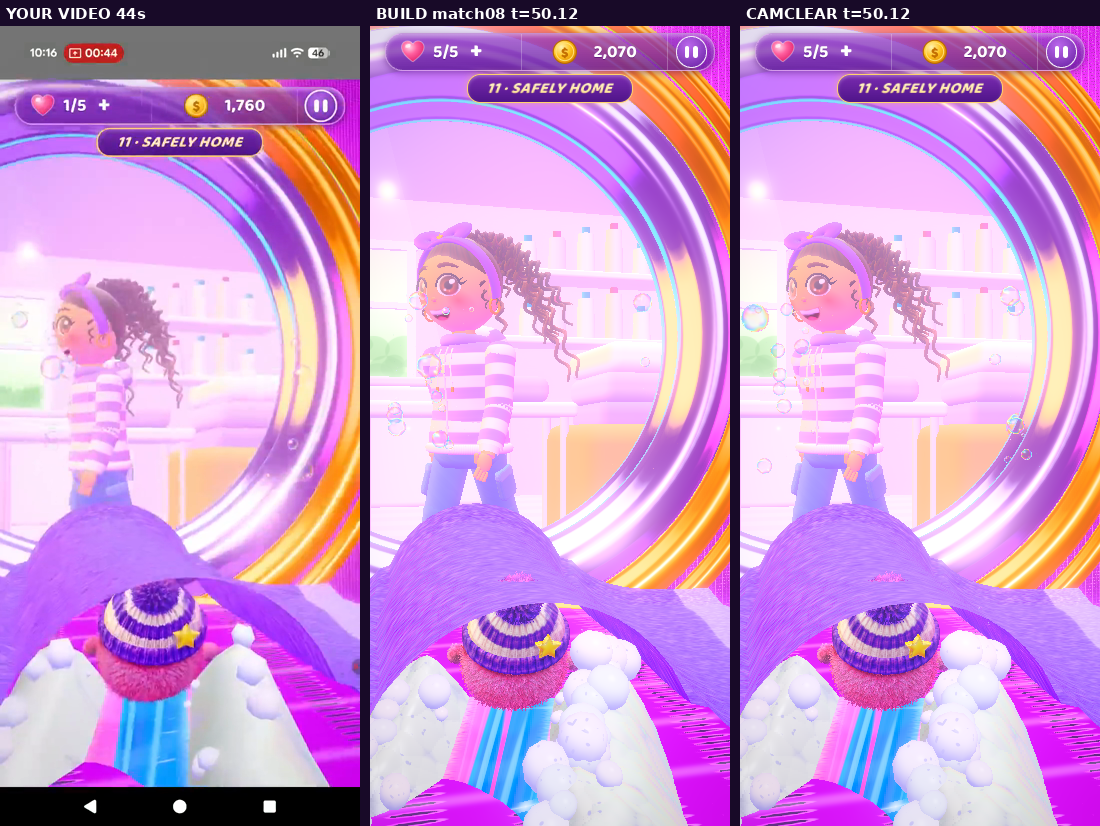 YOUR VIDEO 44s
10:16 00:44 46
1/5 + $ 1,760
11 · SAFELY HOME
BUILD match08 t=50.12
5/5 + $ 2,070
11 · SAFELY HOME
CAMCLEAR t=50.12
5/5 + $ 2,070
11 · SAFELY HOME